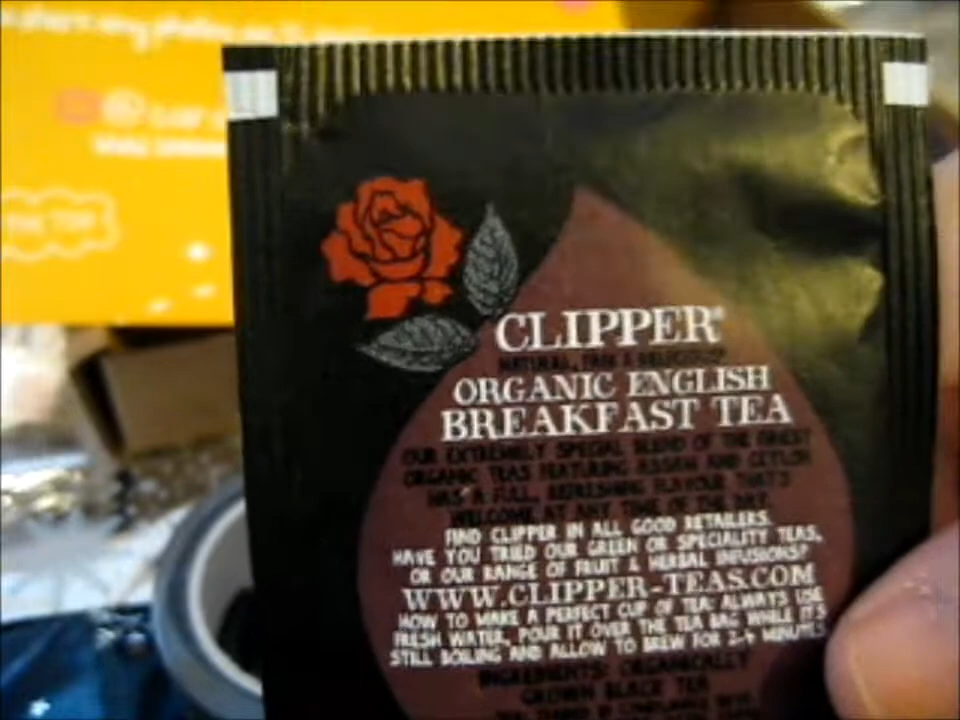 CLIPPER
NATURAL, FAIR & DELICIOUS
ORGANIC ENGLISH
BREAKFAST TEA
OUR EXTREMELY SPECIAL BLEND OF THE FINEST
ORGANIC TEAS FEATURING ASSAM AND CEYLON
HAS A FULL, REFRESHING FLAVOUR THAT'S
WELCOME AT ANY TIME OF THE DAY.
FIND CLIPPER IN ALL GOOD RETAILERS.
HAVE YOU TRIED OUR GREEN OR SPECIALITY TEAS,
OR OUR RANGE OF FRUIT & HERBAL INFUSIONS?
WWW.CLIPPER-TEAS.COM
HOW TO MAKE A PERFECT CUP OF TEA: ALWAYS USE
FRESH WATER, POUR IT OVER THE TEA BAG WHILE IT'S
STILL BOILING AND ALLOW TO BREW FOR 2-4 MINUTES
INGREDIENTS: ORGANICALLY
GROWN BLACK TEA